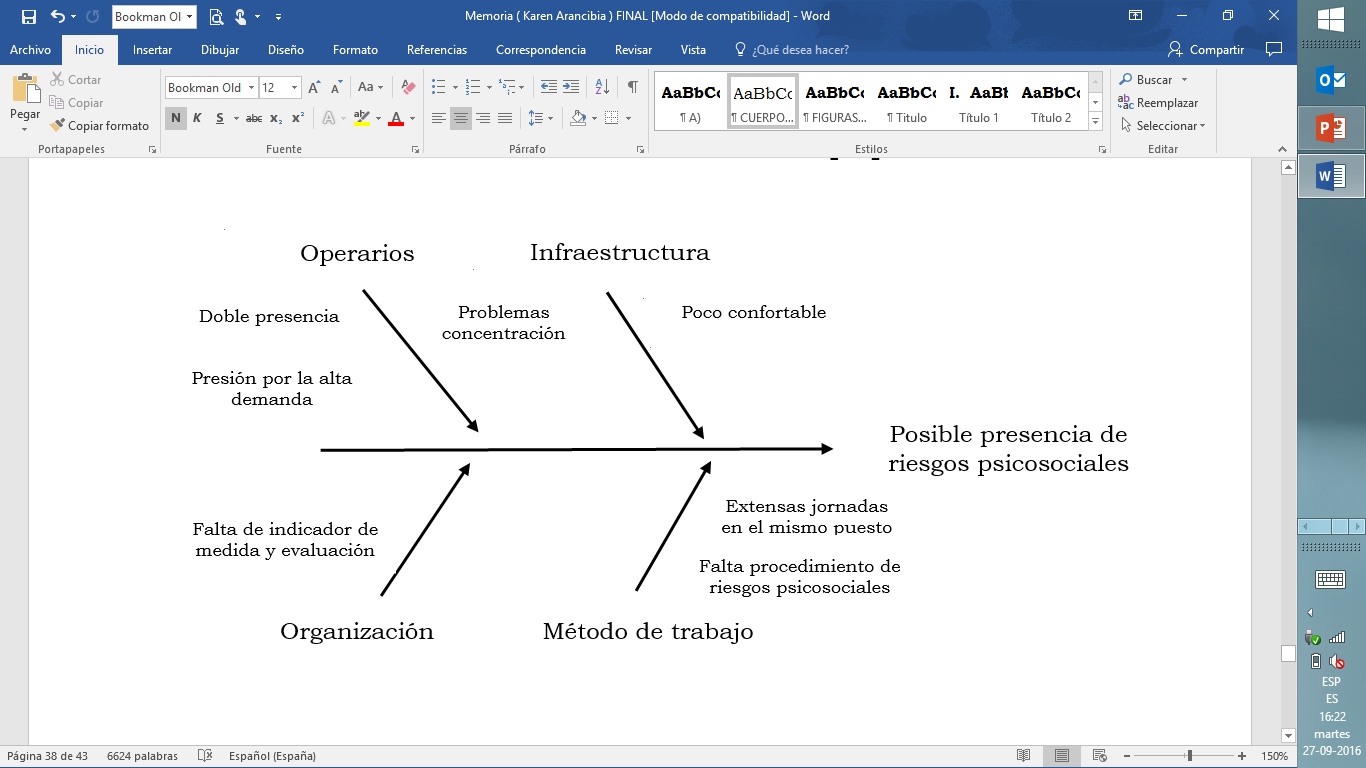 Bookman Ol
Memoria ( Karen Arancibia ) FINAL [Modo de compatibilidad] - Word
Archivo
Inicio
Insertar
Dibujar
Diseño
Formato
Referencias
Correspondencia
Revisar
Vista
¿Qué desea hacer?
Compartir
Pegar
Cortar
Copiar
Copiar formato
Portapapeles
Bookman Old
12
N K S abc x₂ x²
Fuente
Párrafo
AaBbCc
¶ A)
AaBbCc
¶ CUERPO...
AaBbCc
¶ FIGURAS...
AaBbCc
¶ Titulo
I. AaBb
Título 1
AaBbCc
Título 2
Estilos
Buscar
Reemplazar
Seleccionar
Editar
Operarios
Infraestructura
Doble presencia
Problemas
concentración
Poco confortable
Presión por la alta
demanda
Posible presencia de
riesgos psicosociales
Falta de indicador de
medida y evaluación
Extensas jornadas
en el mismo puesto
Falta procedimiento de
riesgos psicosociales
Organización
Método de trabajo
Página 38 de 43
6624 palabras
Español (España)
150%
ESP
ES
16:22
martes
27-09-2016